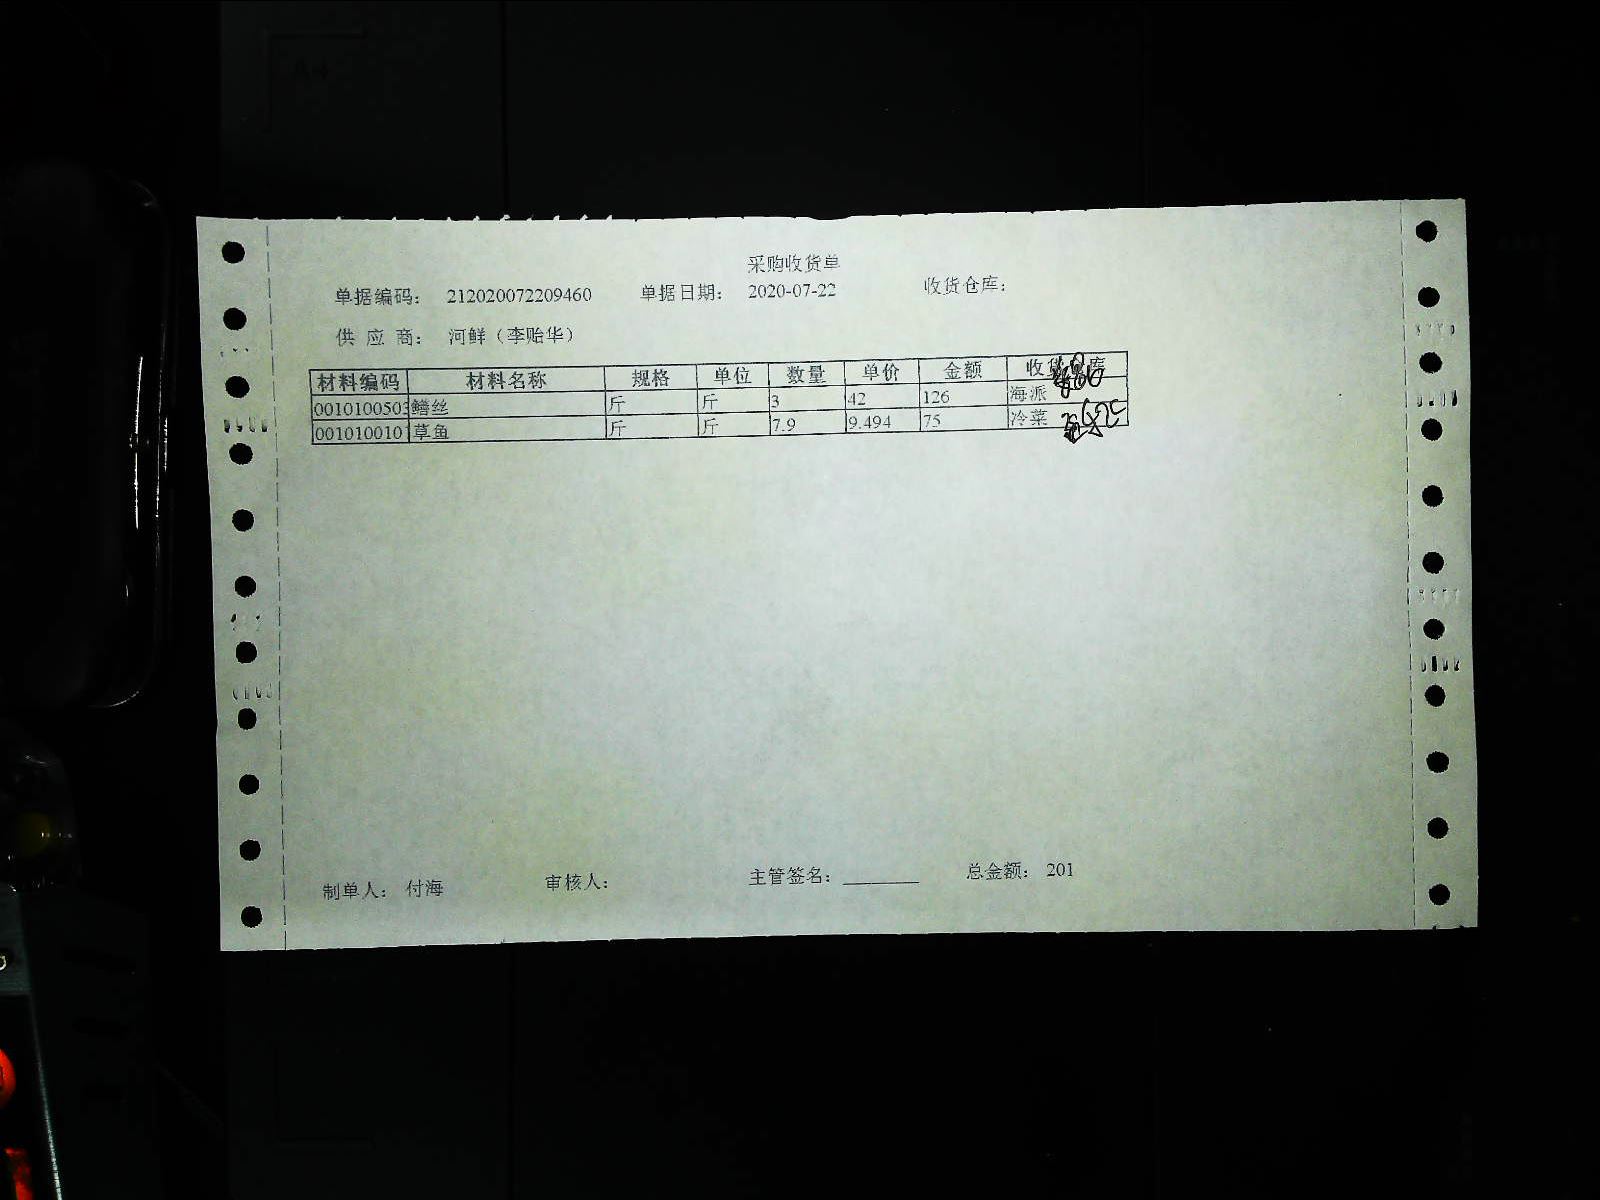 采购收货单
单据编码： 212020072209460 单据日期： 2020-07-22 收货仓库：
供 应 商： 河鲜（李贻华）
材料编码 材料名称 规格 单位 数量 单价 金额 收货仓库
001010050 鳝丝 斤 斤 3 42 126 海派
001010010 草鱼 斤 斤 7.9 9.494 75 冷菜
制单人： 付海 审核人： 主管签名： 总金额： 201